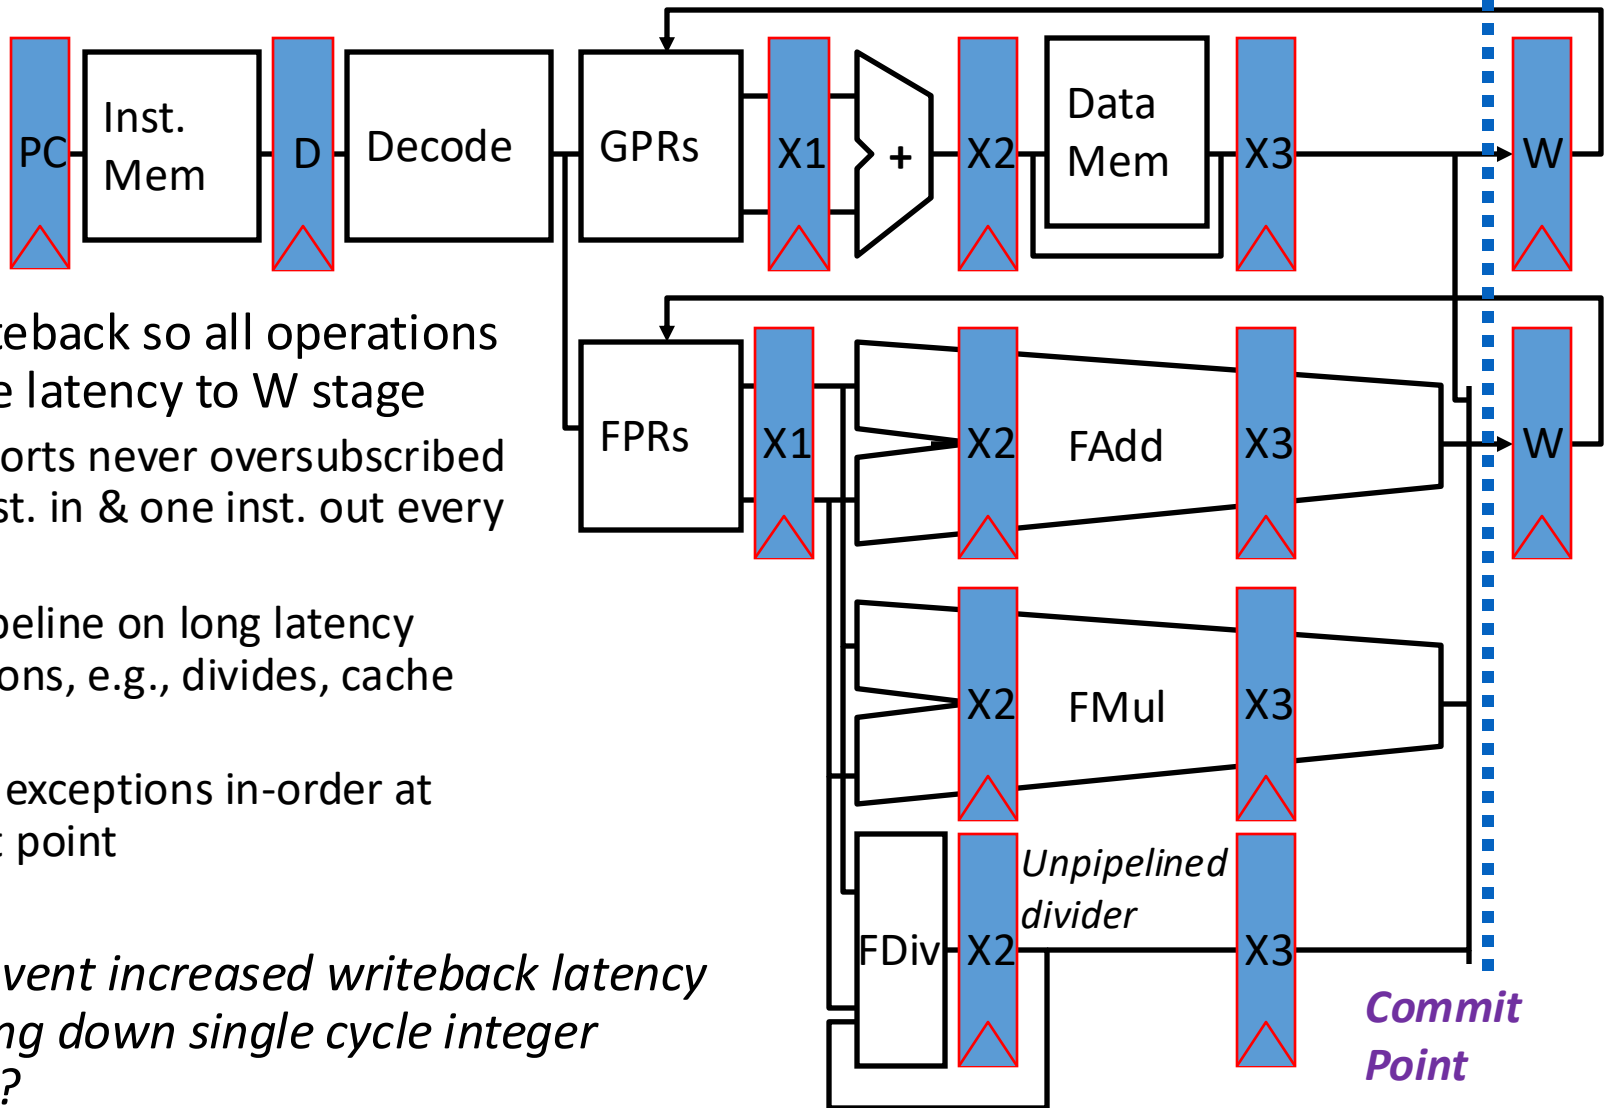 PC
Inst.
Mem
D
Decode
GPRs
X1
+
X2
Data
Mem
X3
W
teback so all operations
e latency to W stage
orts never oversubscribed
st. in & one inst. out every
peline on long latency
ons, e.g., divides, cache
exceptions in-order at
t point
vent increased writeback latency
ng down single cycle integer
?
FPRs
X1
X2
FAdd
X3
W
X2
FMul
X3
FDiv
X2
Unpipelined
divider
X3
Commit
Point